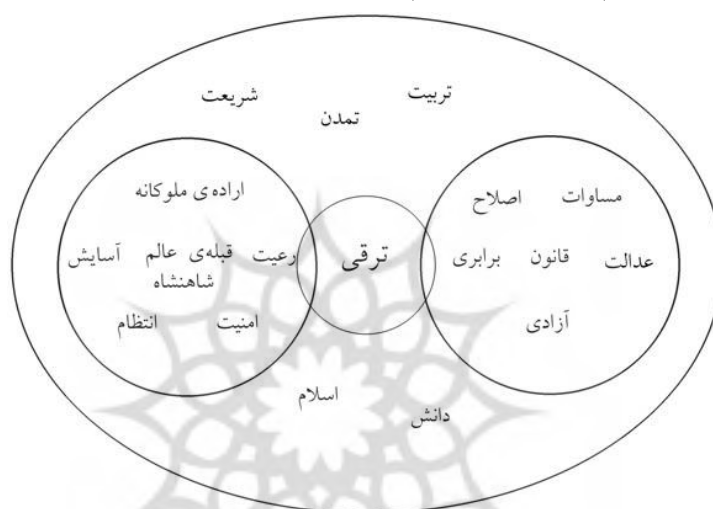 تربیت
شریعت
تمدن
مساوات
اصلاح
عدالت
قانون
برابری
آزادی
ترقی
اراده‌ی ملوکانه
رعیت
قبله‌ی عالم
شاهنشاه
آسایش
امنیت
انتظام
اسلام
دانش